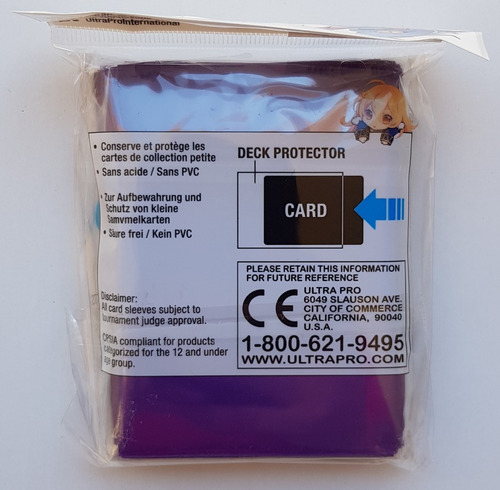 UltraProInternational
• Conserve et protège les
cartes de collection petite
• Sans acide / Sans PVC
• Zur Aufbewahrung und
Schutz von kleine
Tamvmelkarten
• Säure frei / Kein PVC
Disclaimer:
All card sleeves subject to
tournament judge approval.
CPSIA compliant for products
categorized for the 12 and under
age group.
DECK PROTECTOR
CARD
PLEASE RETAIN THIS INFORMATION
FOR FUTURE REFERENCE
CE
ULTRA PRO
6049 SLAUSON AVE.
CITY OF COMMERCE
CALIFORNIA, 90040
U.S.A.
1-800-621-9495
WWW.ULTRAPRO.COM